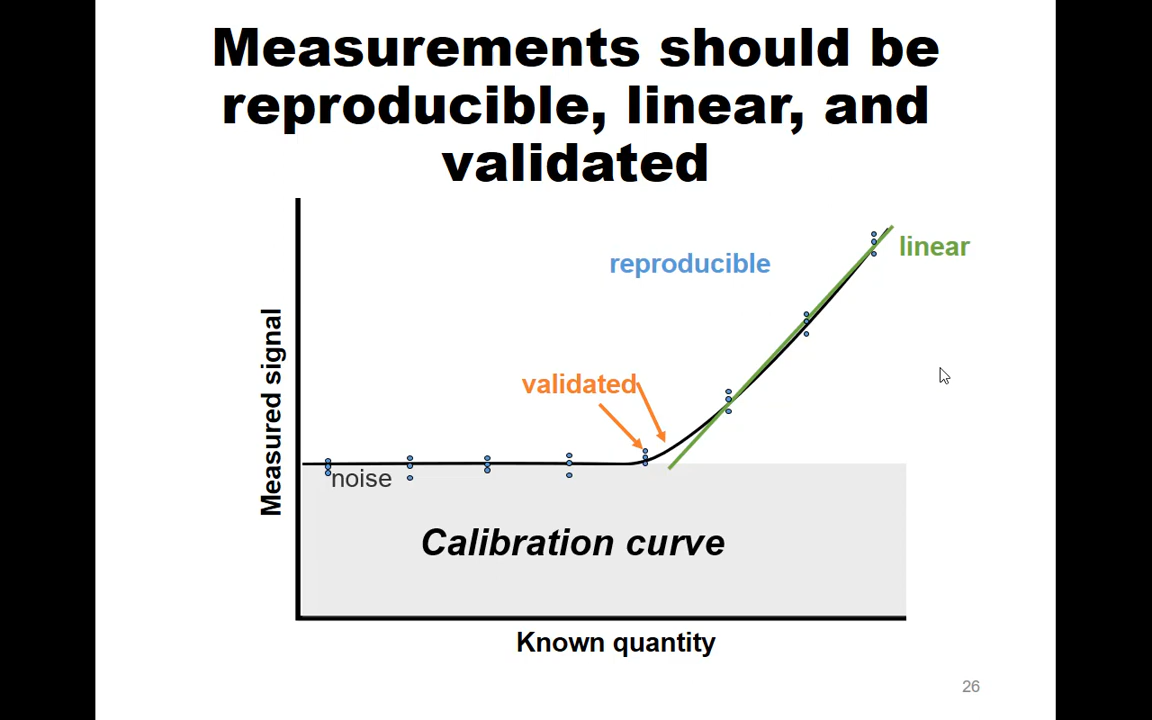 Measurements should be
reproducible, linear, and
validated
reproducible
linear
validated
Measured signal
noise
Calibration curve
Known quantity
26